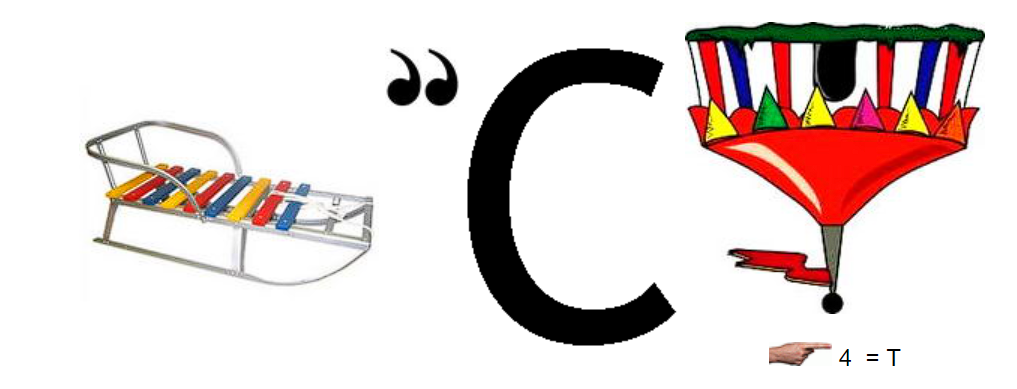 ”
С
4 = Т